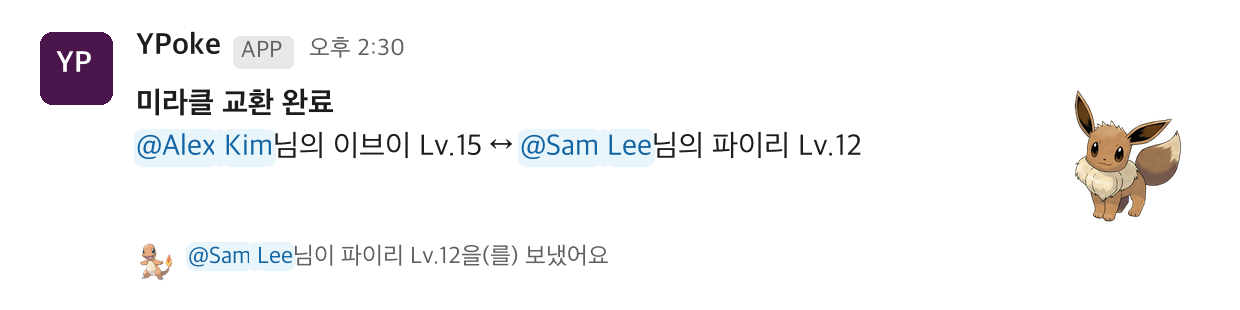 YP
YPoke APP 오후 2:30
미라클 교환 완료
@Alex Kim님의 이브이 Lv.15 ↔ @Sam Lee님의 파이리 Lv.12
@Sam Lee님이 파이리 Lv.12을(를) 보냈어요